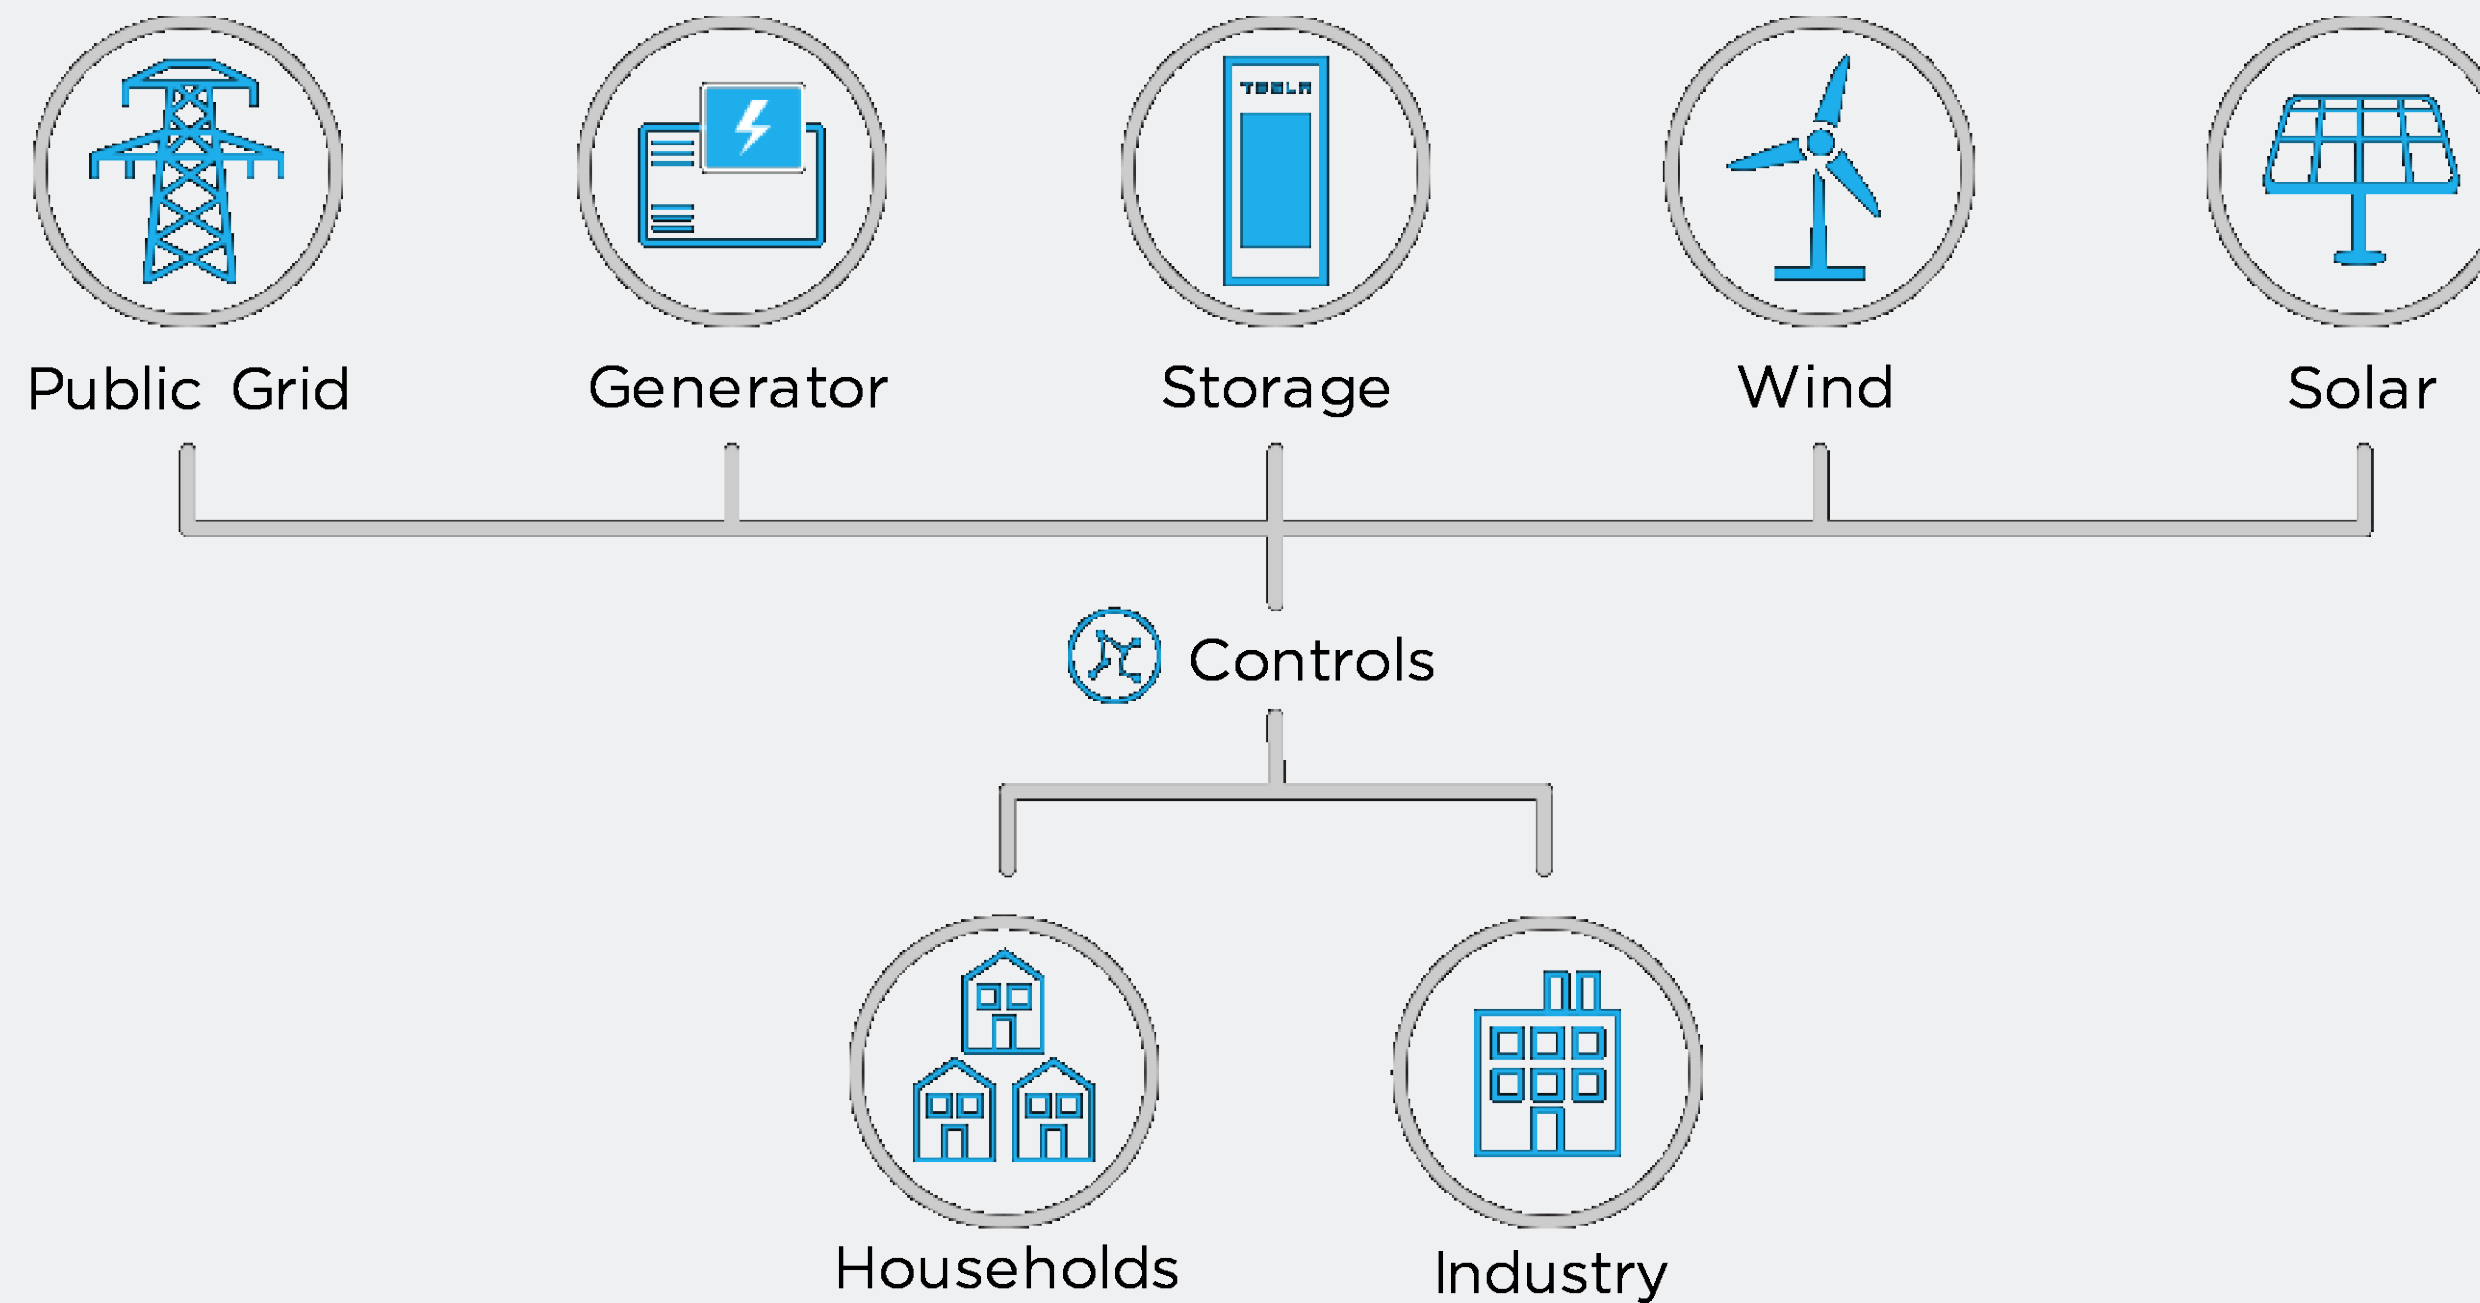 TESLA
Public Grid
Generator
Storage
Wind
Solar
Controls
Households
Industry